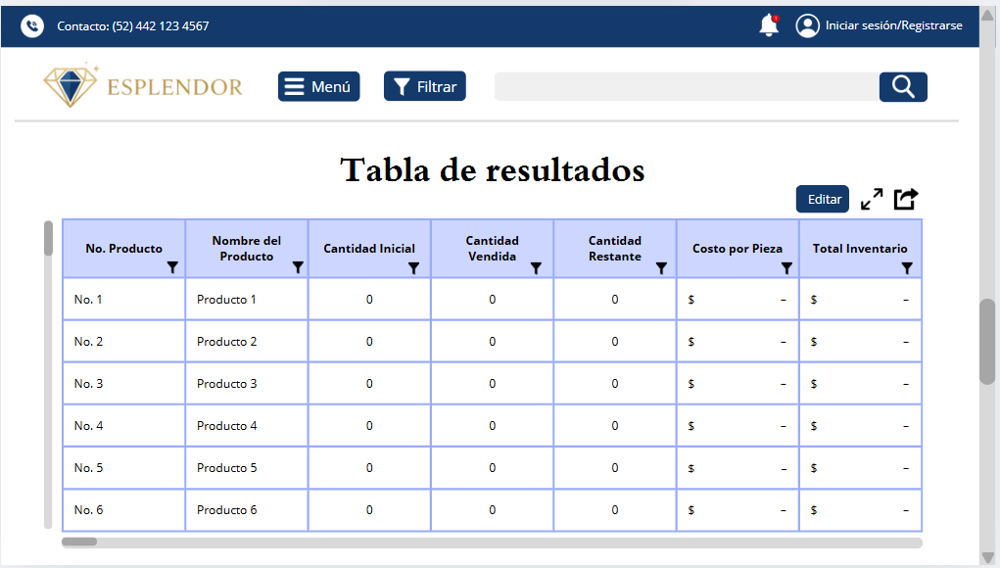 Contacto: (52) 442 123 4567
1
Iniciar sesión/Registrarse
ESPLENDOR
Menú
Filtrar
Tabla de resultados
Editar
No. Producto
Nombre del
Producto
Cantidad Inicial
Cantidad
Vendida
Cantidad
Restante
Costo por Pieza
Total Inventario
No. 1 Producto 1 0 0 0 $ – $ –
No. 2 Producto 2 0 0 0 $ – $ –
No. 3 Producto 3 0 0 0 $ – $ –
No. 4 Producto 4 0 0 0 $ – $ –
No. 5 Producto 5 0 0 0 $ – $ –
No. 6 Producto 6 0 0 0 $ – $ –